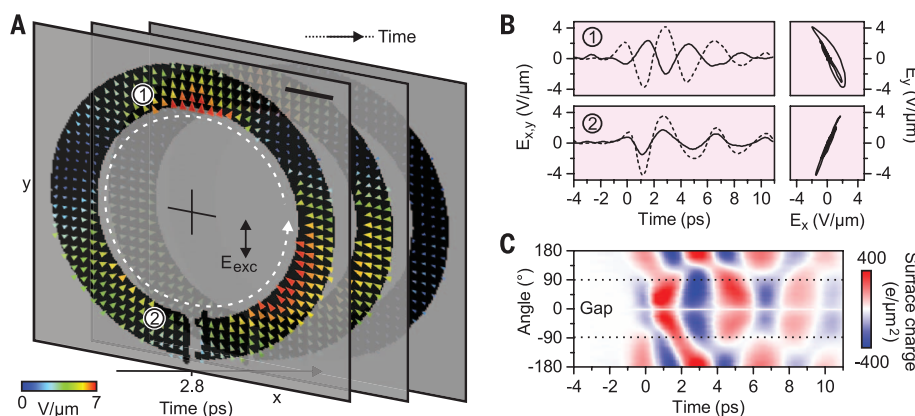 A
Time
1
y
E_exc
2
2.8
x
0 7
V/μm
Time (ps)
B
E_x,y (V/μm)
1
4
0
-4
2
4
0
-4
-4 -2 0 2 4 6 8 10
Time (ps)
4
0
-4
E_y (V/μm)
4
0
-4
-2 0 2
E_x (V/μm)
C
Angle (°)
180
90
0
-90
-180
Gap
-4 -2 0 2 4 6 8 10
Time (ps)
400
-400
Surface charge
(e/μm²)